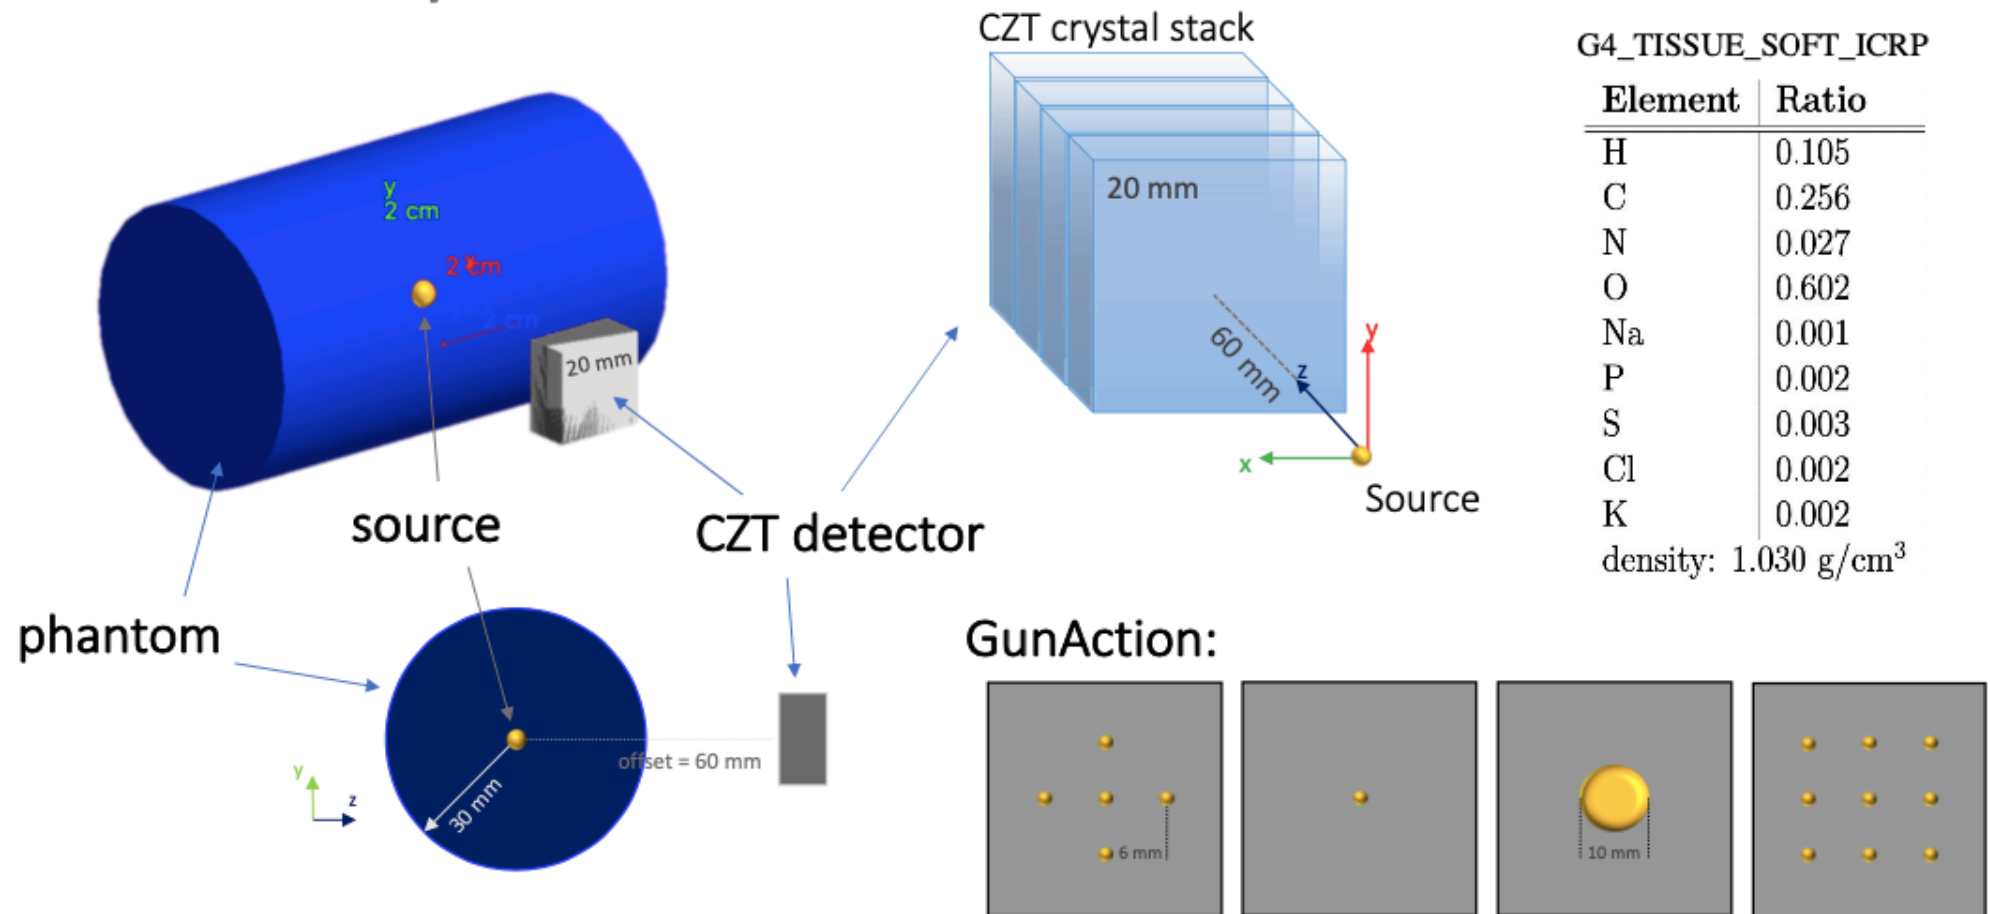 CZT crystal stack
G4_TISSUE_SOFT_ICRP
Element Ratio
H 0.105
C 0.256
N 0.027
O 0.602
Na 0.001
P 0.002
S 0.003
Cl 0.002
K 0.002
density: 1.030 g/cm³
y
2 cm
2 cm
x
2 cm
20 mm
20 mm
60 mm
z
y
x
Source
source
CZT detector
phantom
offset = 60 mm
30 mm
y
z
GunAction:
6 mm
10 mm